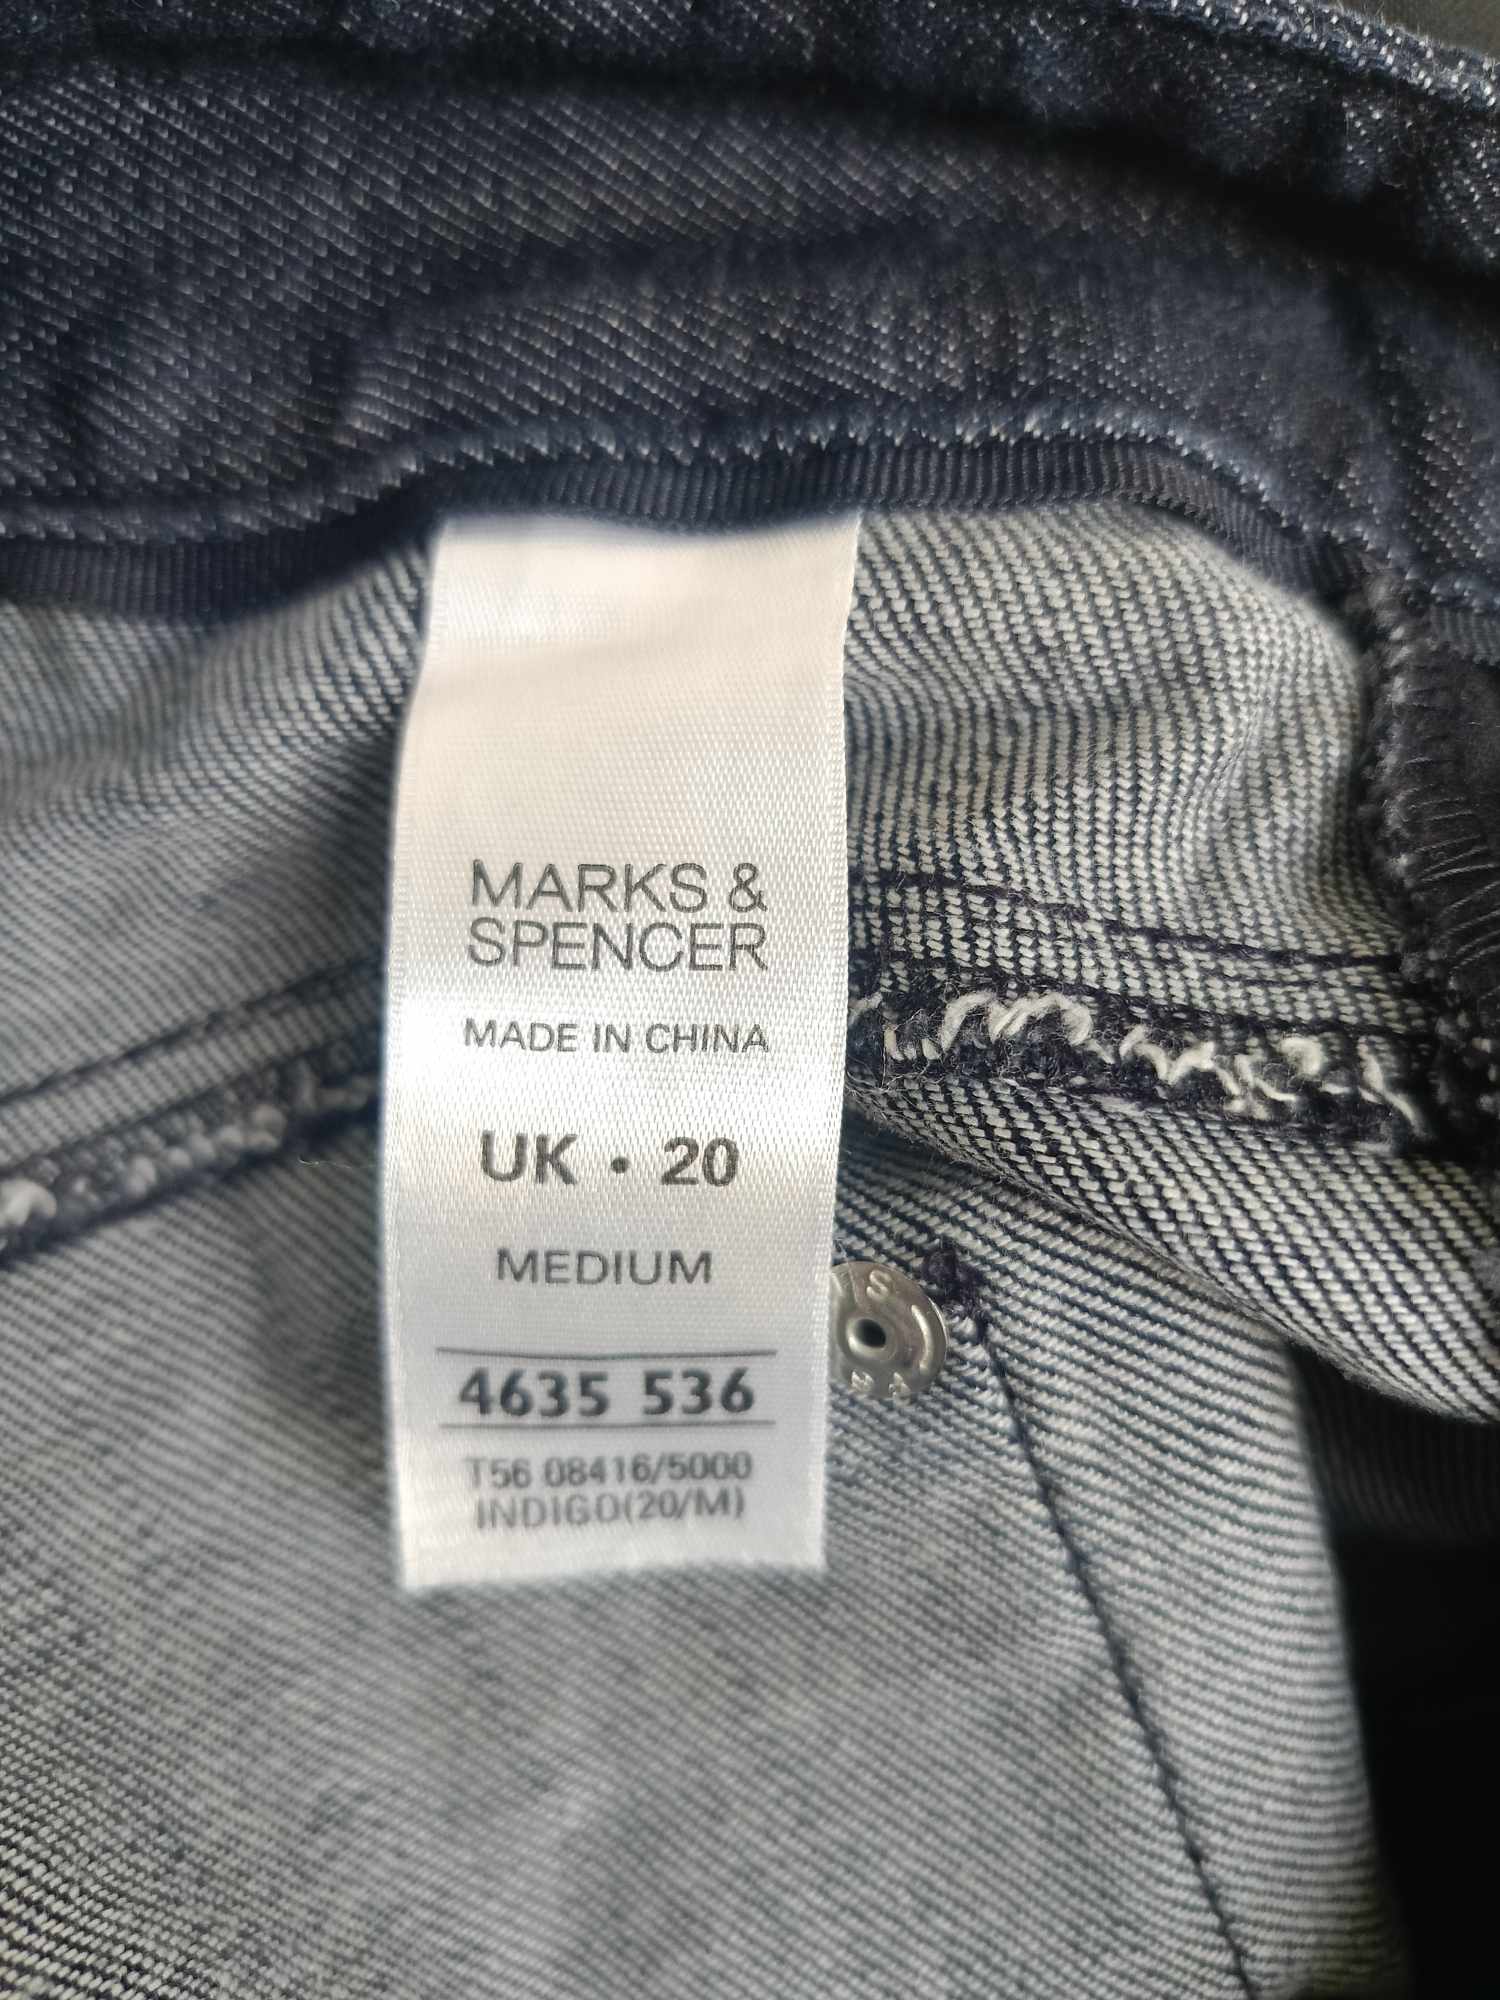 MARKS &
SPENCER
MADE IN CHINA
UK • 20
MEDIUM
4635 536
T56 08416/5000
INDIGO(20/M)